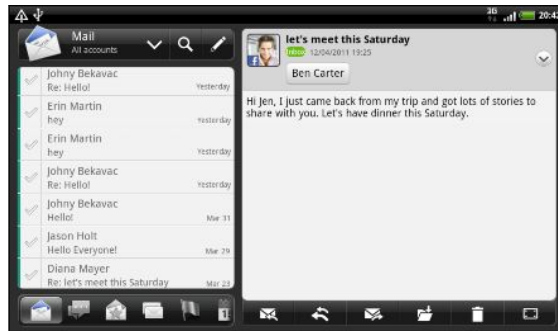 3G 20:42
Mail
All accounts
Johny Bekavac
Re: Hello!
Yesterday
Erin Martin
hey
Yesterday
Erin Martin
hey
Yesterday
Johny Bekavac
Re: Hello!
Yesterday
Johny Bekavac
Hello!
Mar 31
Jason Holt
Hello Everyone!
Mar 29
Diana Mayer
Re: let's meet this Saturday
Mar 23
1
let's meet this Saturday
Inbox 12/04/2011 19:25
Ben Carter
Hi Jen, I just came back from my trip and got lots of stories to
share with you. Let's have dinner this Saturday.